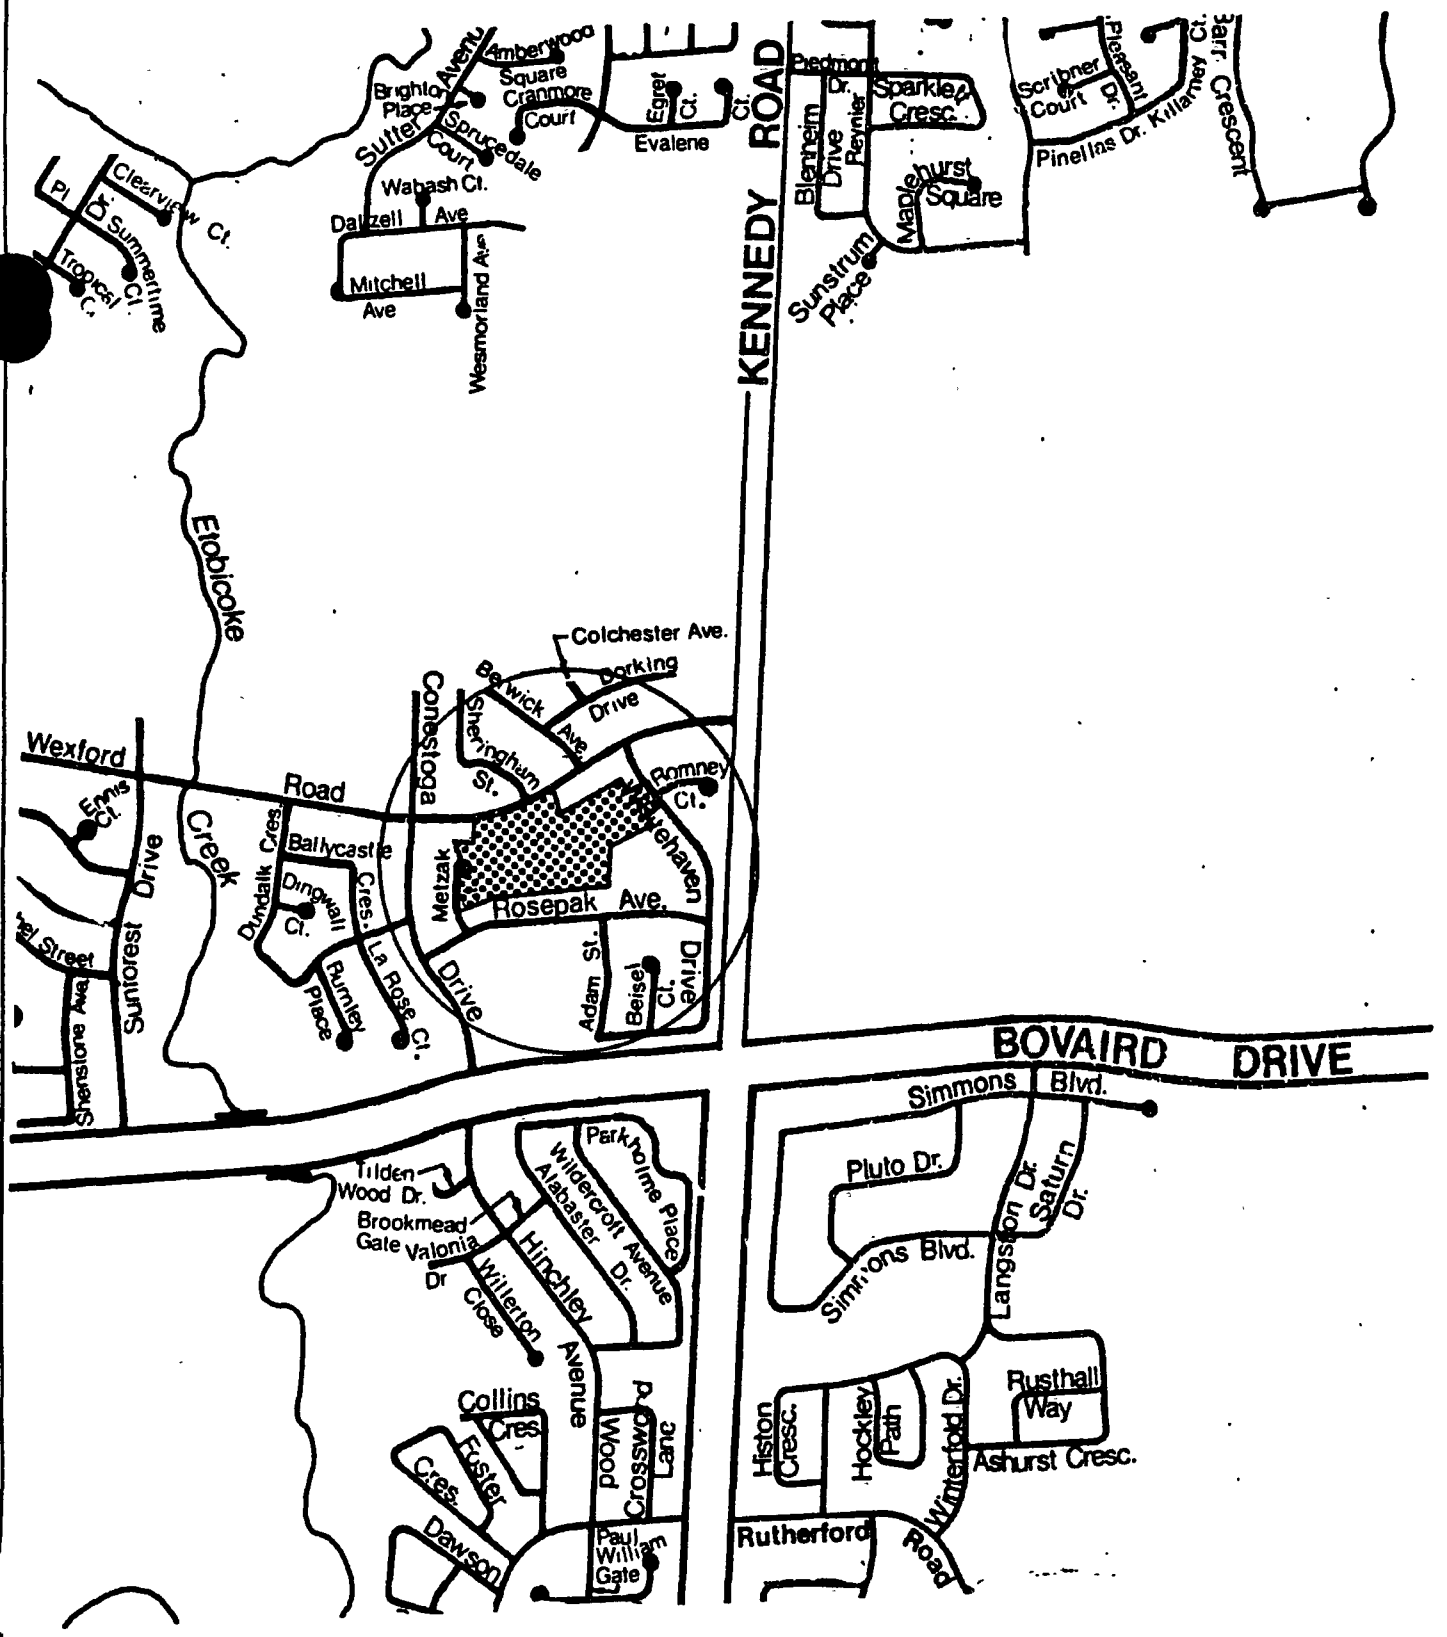 Amberwood
Square
Brighton
Place
Cranmore
Court
Sutter
Sprucedale
Court
Egret
Ct.
Ct.
Evalene
Wabash Ct.
Dalzell Ave
Mitchell
Ave
Wesmorland Ave
Clearview Ct.
Pl
Dr.
Summertime
Ct.
Tropical
KENNEDY ROAD
Piedmont
Dr.
Sparklett
Cresc.
Blenheim
Drive
Reynier
Maplehurst
Square
Sunstrum
Place
Scribner
Court
Pleasant
Dr.
Pinellas Dr.
Killarney Ct.
Crescent
Etobicoke
Creek
Colchester Ave.
Dorking
Drive
Berwick
Ave
Conestoga
Drive
Sheringham
St.
Wexford
Road
Romney
Ct.
Ennis
Ct.
Drive
Sunforest
Street
Shenstone Ave.
Dundalk Cres.
Ballycastle
Cres.
Dingwall
Ct.
Burnley
Place
La Rose Ct.
Metzak
Rosepak Ave.
Drive
Adam St.
Beisel
Ct.
BOVAIRD DRIVE
Simmons Blvd.
Pluto Dr.
Saturn
Dr.
Langston Dr.
Simmons Blvd.
Tilden
Wood Dr.
Brookmead
Gate
Valonia
Dr
Parkholme Place
Wildercroft Avenue
Alabaster
Dr.
Hinchley
Avenue
Willerton
Close
Collins
Cres.
Foster
Cres.
Dawson
Wood
Crossword
Lane
Paul
William
Gate
Histon
Cresc.
Hockley
Path
Winterfold Dr.
Rusthall
Way
Ashurst Cresc.
Rutherford
Road